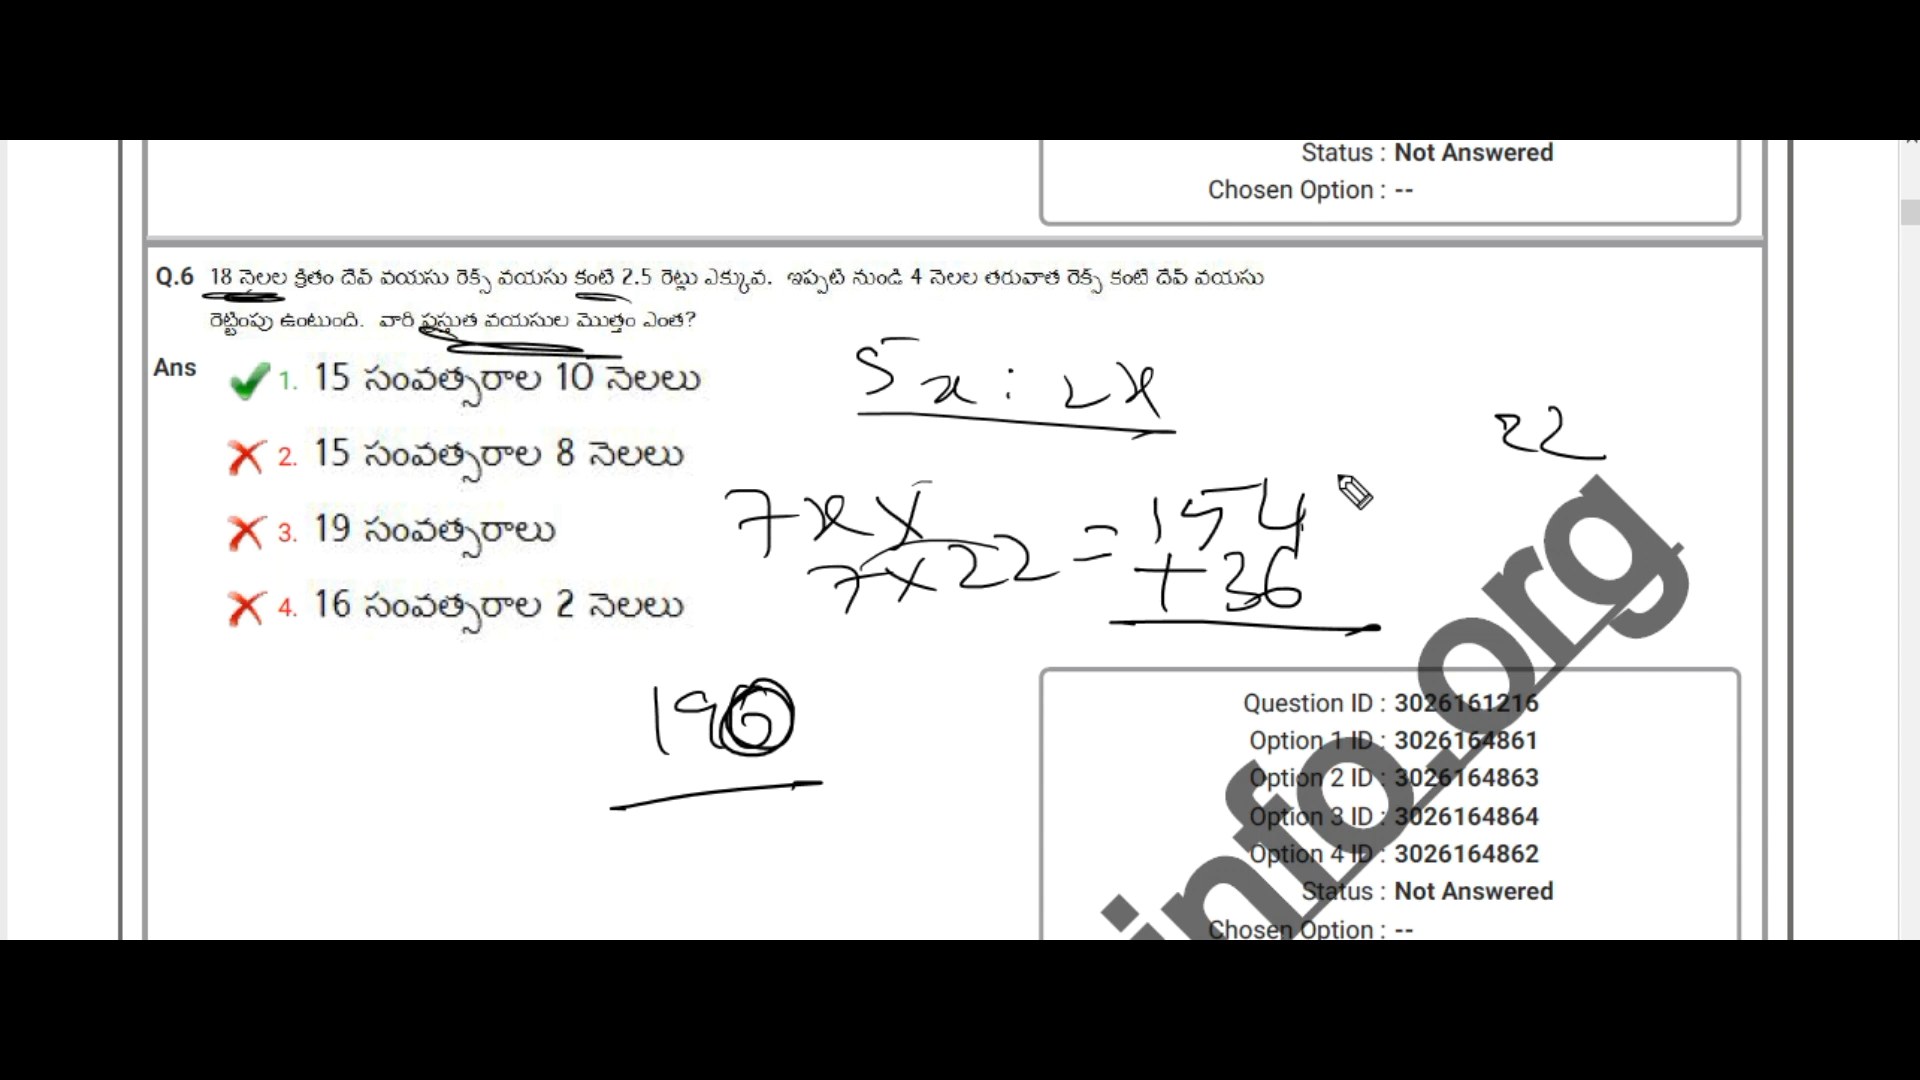 Status : Not Answered
Chosen Option : --
Q.6 18 నెలల క్రితం దేవ్ వయసు రెక్స్ వయసు కంటే 2.5 రెట్లు ఎక్కువ. ఇప్పటి నుండి 4 నెలల తరువాత రెక్స్ కంటే దేవ్ వయసు
రెట్టింపు ఉంటుంది. వారి ప్రస్తుత వయసుల మొత్తం ఎంత?
Ans 1. 15 సంవత్సరాల 10 నెలలు
2. 15 సంవత్సరాల 8 నెలలు
3. 19 సంవత్సరాలు
4. 16 సంవత్సరాల 2 నెలలు
5x : 2x
22
7x
7×22 = 154
+ 36
190
Question ID : 3026161216
Option 1 ID : 3026164861
Option 2 ID : 3026164863
Option 3 ID : 3026164864
Option 4 ID : 3026164862
Status : Not Answered
Chosen Option : --
info.org